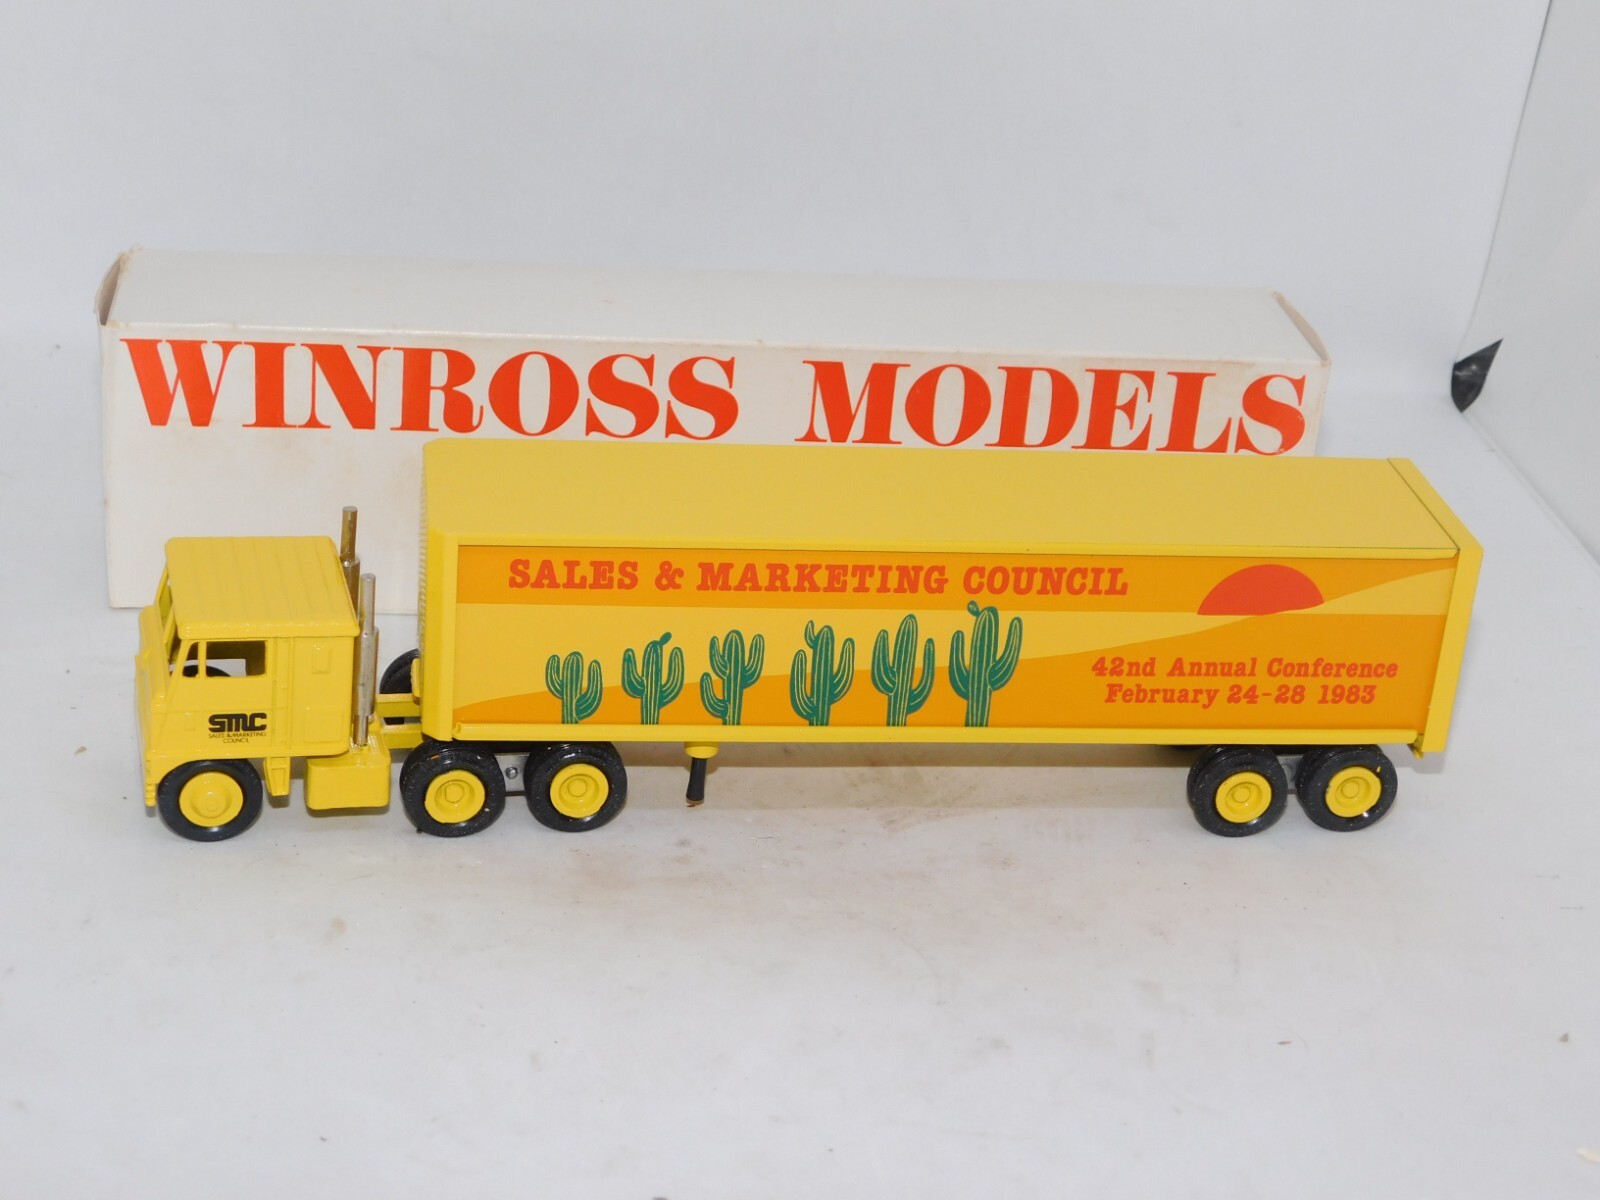 WINROSS MODELS
SALES & MARKETING COUNCIL
42nd Annual Conference
February 24-28 1983
SMC
SALES & MARKETING
COUNCIL